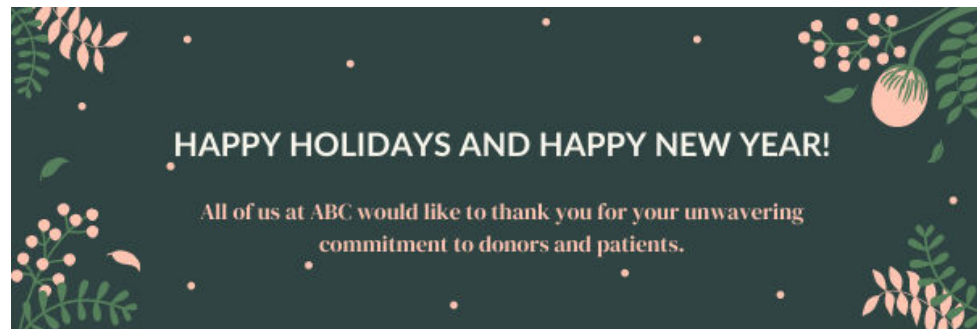 HAPPY HOLIDAYS AND HAPPY NEW YEAR!
All of us at ABC would like to thank you for your unwavering
commitment to donors and patients.